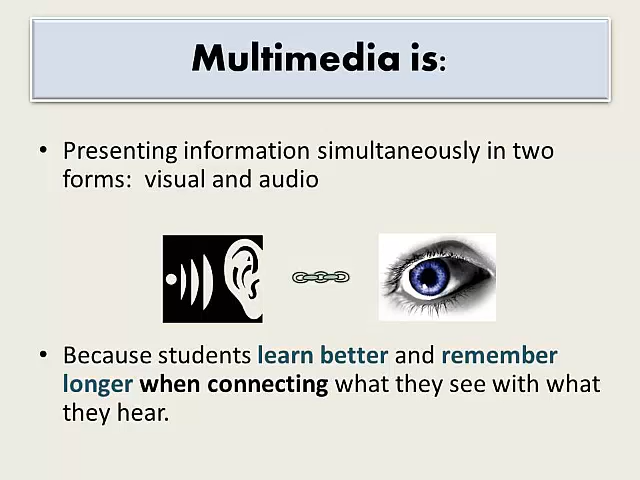 Multimedia is:
• Presenting information simultaneously in two
forms:  visual and audio
• Because students learn better and remember
longer when connecting what they see with what
they hear.